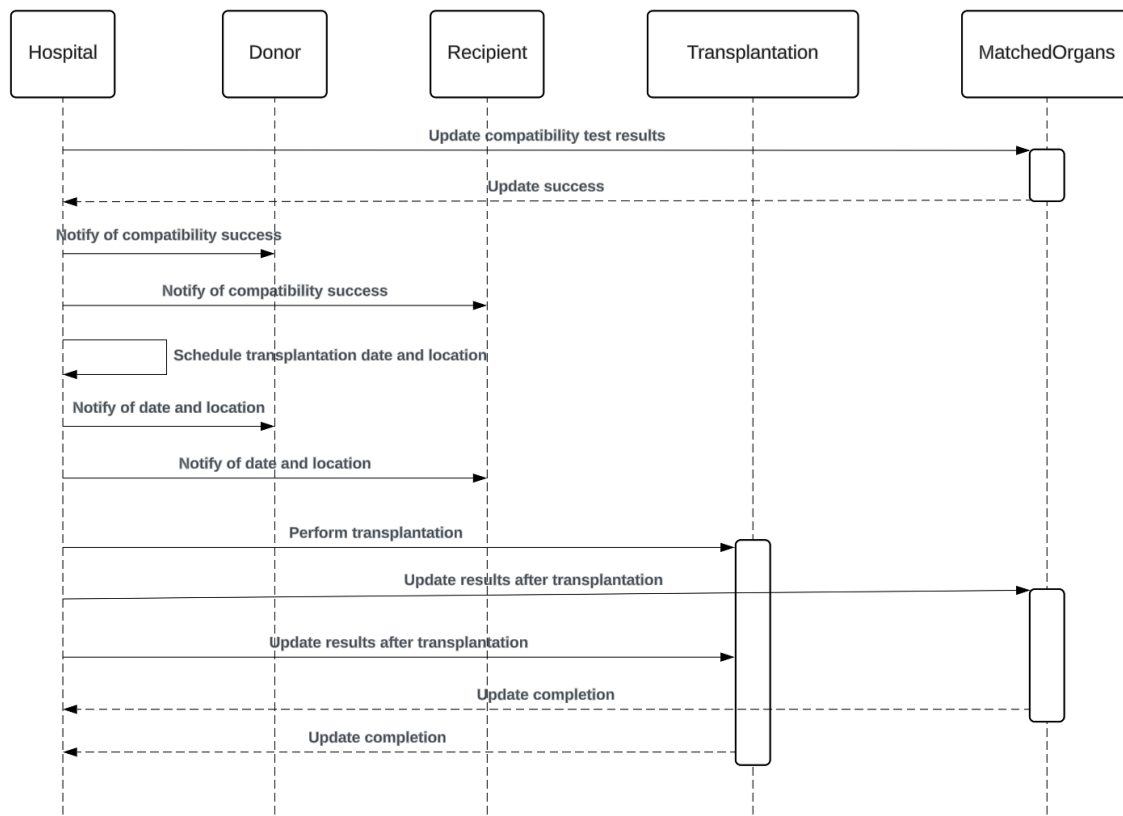 Hospital
Donor
Recipient
Transplantation
MatchedOrgans
Update compatibility test results
Update success
Notify of compatibility success
Notify of compatibility success
Schedule transplantation date and location
Notify of date and location
Notify of date and location
Perform transplantation
Update results after transplantation
Update results after transplantation
Update completion
Update completion